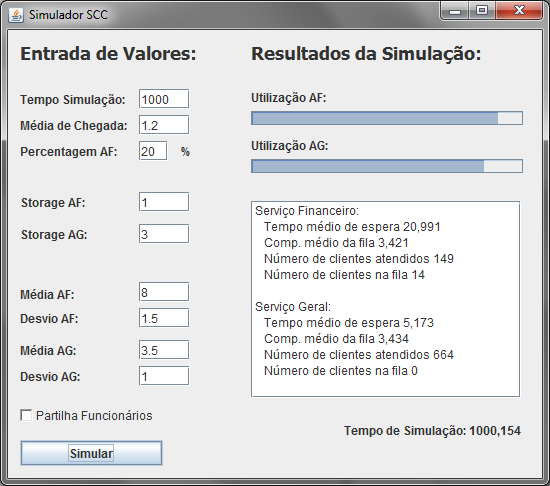 Simulador SCC
Entrada de Valores:
Tempo Simulação: 1000
Média de Chegada: 1.2
Percentagem AF: 20 %
Storage AF: 1
Storage AG: 3
Média AF: 8
Desvio AF: 1.5
Média AG: 3.5
Desvio AG: 1
Partilha Funcionários
Simular
Resultados da Simulação:
Utilização AF:
Utilização AG:
Serviço Financeiro:
Tempo médio de espera 20,991
Comp. médio da fila 3,421
Número de clientes atendidos 149
Número de clientes na fila 14
Serviço Geral:
Tempo médio de espera 5,173
Comp. médio da fila 3,434
Número de clientes atendidos 664
Número de clientes na fila 0
Tempo de Simulação: 1000,154